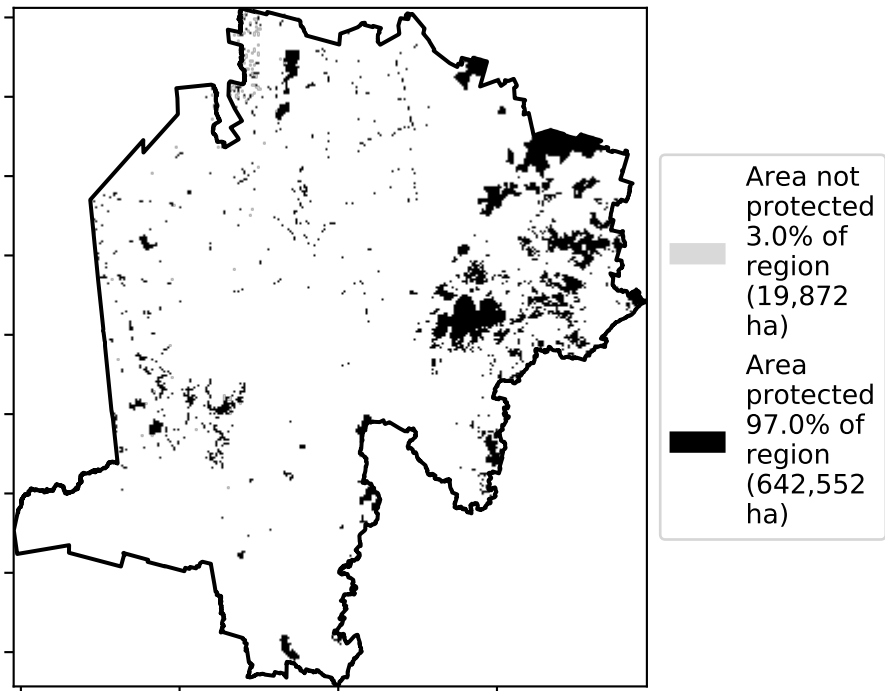 Area not
protected
3.0% of
region
(19,872
ha)
Area
protected
97.0% of
region
(642,552
ha)